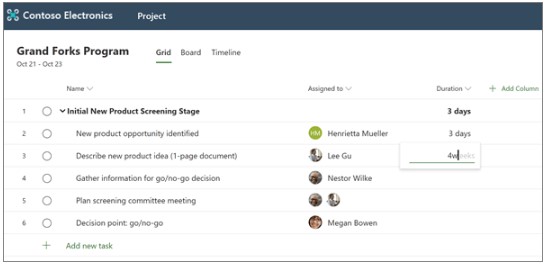 Contoso Electronics Project
Grand Forks Program Grid Board Timeline
Oct 21 - Oct 23
Name Assigned to Duration + Add Column
1 Initial New Product Screening Stage 3 days
2 New product opportunity identified HM Henrietta Mueller 3 days
3 Describe new product idea (1-page document) Lee Gu 4weeks
4 Gather information for go/no-go decision Nestor Wilke
5 Plan screening committee meeting
6 Decision point: go/no-go Megan Bowen
+ Add new task